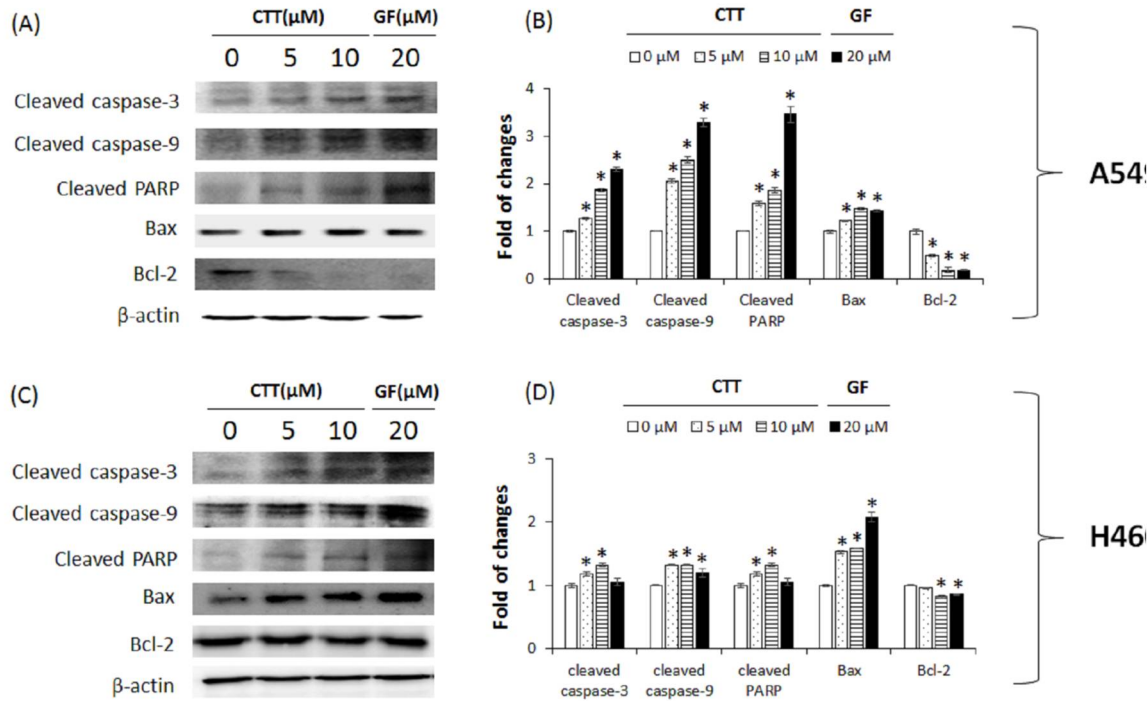 (A)
CTT(μM) GF(μM)
0 5 10 20
Cleaved caspase-3
Cleaved caspase-9
Cleaved PARP
Bax
Bcl-2
β-actin
(B)
CTT GF
0 μM 5 μM 10 μM 20 μM
Fold of changes
4
3
2
1
0
* * * * * * * * * * * * * * *
Cleaved caspase-3
Cleaved caspase-9
Cleaved PARP
Bax
Bcl-2
A549
(C)
CTT(μM) GF(μM)
0 5 10 20
Cleaved caspase-3
Cleaved caspase-9
Cleaved PARP
Bax
Bcl-2
β-actin
(D)
CTT GF
0 μM 5 μM 10 μM 20 μM
Fold of changes
3
2
1
0
* * * * * * * * * * * *
cleaved caspase-3
cleaved caspase-9
cleaved PARP
Bax
Bcl-2
H46